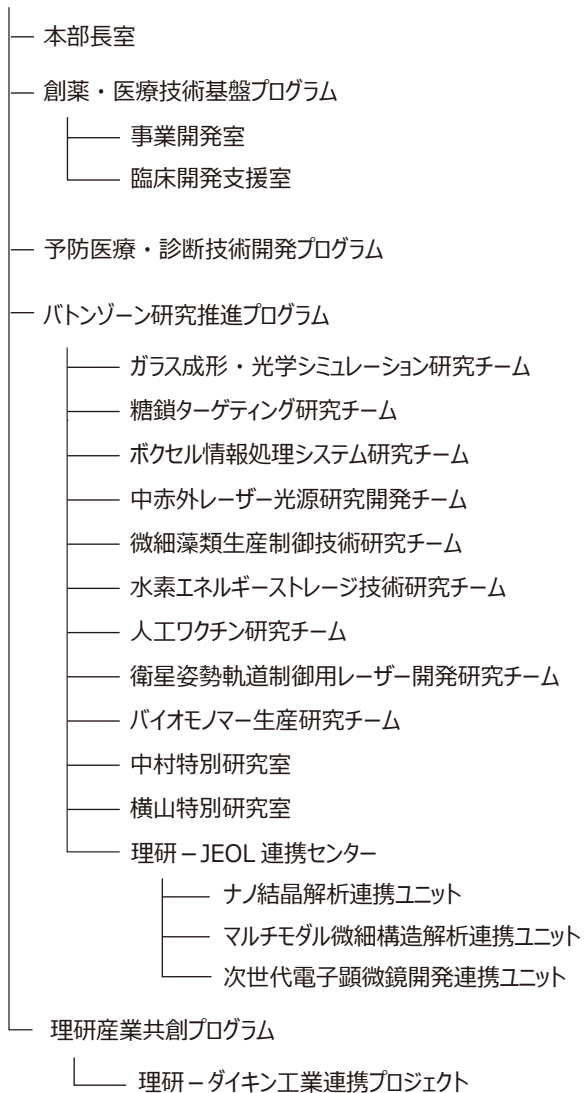 本部長室
創薬・医療技術基盤プログラム
事業開発室
臨床開発支援室
予防医療・診断技術開発プログラム
バトンゾーン研究推進プログラム
ガラス成形・光学シミュレーション研究チーム
糖鎖ターゲティング研究チーム
ボクセル情報処理システム研究チーム
中赤外レーザー光源研究開発チーム
微細藻類生産制御技術研究チーム
水素エネルギーストレージ技術研究チーム
人工ワクチン研究チーム
衛星姿勢軌道制御用レーザー開発研究チーム
バイオモノマー生産研究チーム
中村特別研究室
横山特別研究室
理研－JEOL 連携センター
ナノ結晶解析連携ユニット
マルチモダル微細構造解析連携ユニット
次世代電子顕微鏡開発連携ユニット
理研産業共創プログラム
理研－ダイキン工業連携プロジェクト